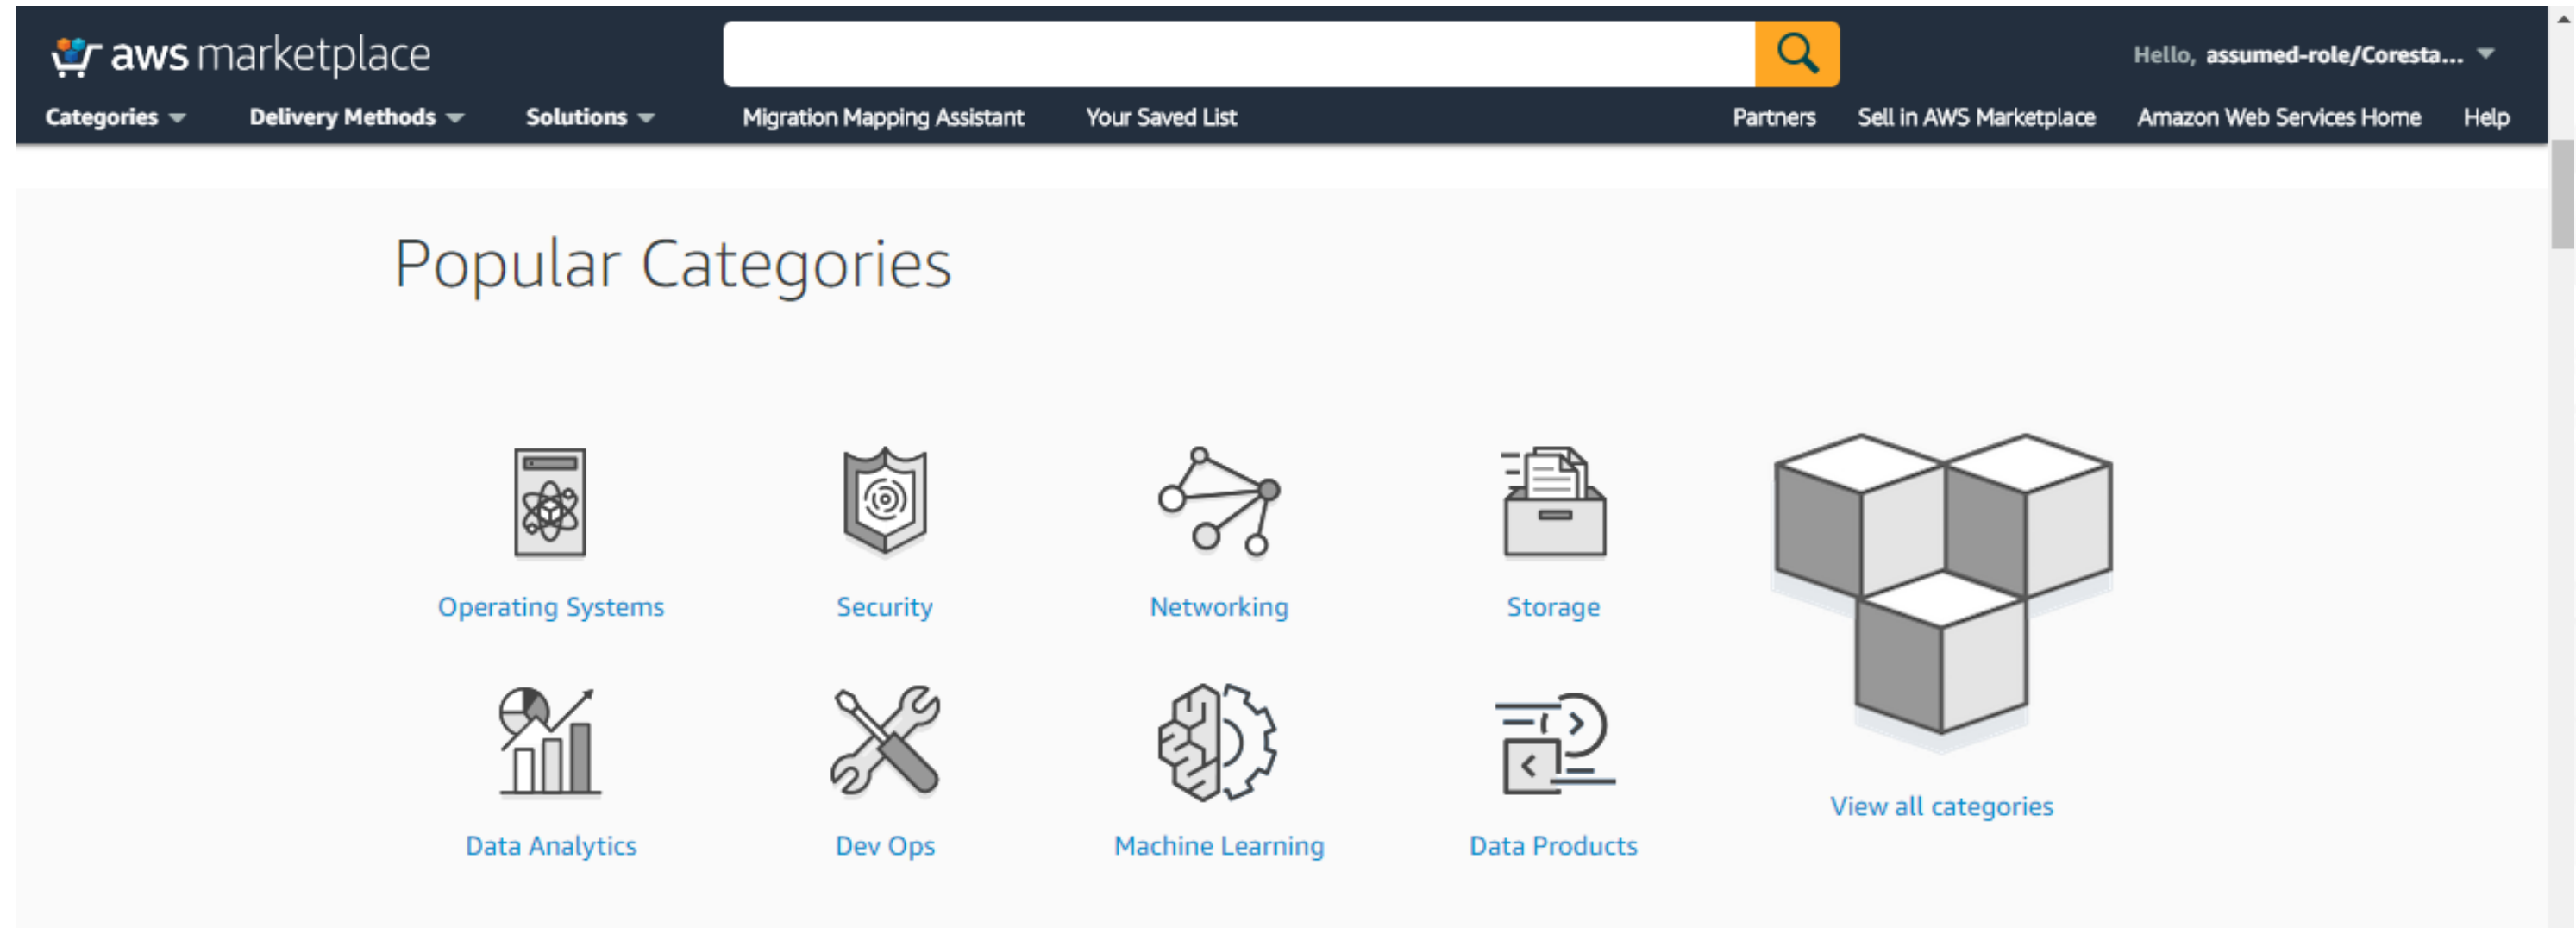 aws marketplace
Hello, assumed-role/Coresta...
Categories Delivery Methods Solutions Migration Mapping Assistant Your Saved List Partners Sell in AWS Marketplace Amazon Web Services Home Help
Popular Categories
Operating Systems Security Networking Storage
Data Analytics Dev Ops Machine Learning Data Products
View all categories